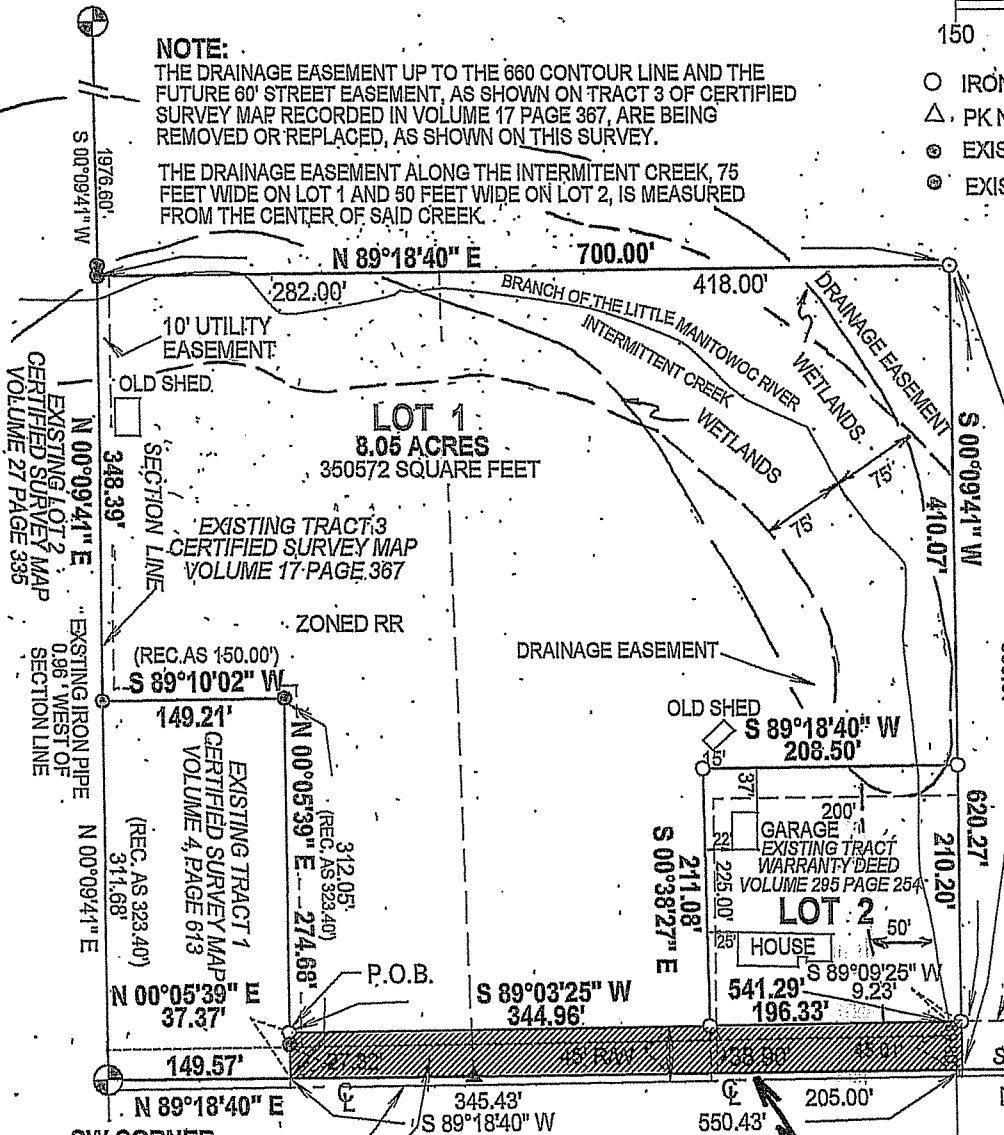 NOTE:
THE DRAINAGE EASEMENT UP TO THE 660 CONTOUR LINE AND THE
FUTURE 60' STREET EASEMENT, AS SHOWN ON TRACT 3 OF CERTIFIED
SURVEY MAP RECORDED IN VOLUME 17 PAGE 367, ARE BEING
REMOVED OR REPLACED, AS SHOWN ON THIS SURVEY.
THE DRAINAGE EASEMENT ALONG THE INTERMITENT CREEK, 75
FEET WIDE ON LOT 1 AND 50 FEET WIDE ON LOT 2, IS MEASURED
FROM THE CENTER OF SAID CREEK.
150
IRON
PK N
EXIS
EXIS
1976.60'
S 00°09'41" W
N 89°18'40" E 700.00'
282.00'
418.00'
BRANCH OF THE LITTLE MANITOWOC RIVER
INTERMITTENT CREEK
DRAINAGE EASEMENT
WETLANDS
WETLANDS
10' UTILITY
EASEMENT
OLD SHED
LOT 1
8.05 ACRES
350572 SQUARE FEET
EXISTING LOT 2
CERTIFIED SURVEY MAP
VOLUME 27 PAGE 335
N 00°09'41" E
348.39'
SECTION LINE
75'
75'
S 00°09'41" W
410.07'
EXISTING TRACT 3
CERTIFIED SURVEY MAP
VOLUME 17 PAGE 367
ZONED RR
DRAINAGE EASEMENT
(REC.AS 150.00')
S 89°10'02" W
149.21'
EXSTING IRON PIPE
0.96' WEST OF
SECTION LINE
OLD SHED
S 89°18'40" W
208.50'
15'
37'
200'
22'
GARAGE
EXISTING TRACT
WARRANTY DEED
VOLUME 295 PAGE 254
LOT 2
HOUSE
25'
50'
225.00'
211.08'
S 00°38'27" E
210.20'
620.27'
EXISTING TRACT 1
CERTIFIED SURVEY MAP
VOLUME 4, PAGE 613
N 00°05'39" E
274.68'
312.05'
(REC. AS 323.40')
(REC. AS 323.40')
311.68'
N 00°09'41" E
P.O.B.
N 00°05'39" E
37.37'
S 89°03'25" W
344.96'
S 89°09'25" W
9.23'
541.29'
196.33'
149.57'
27.32'
45' R/W
38.90'
45.01'
N 89°18'40" E
345.43'
S 89°18'40" W
550.43'
205.00'
SW CORNER